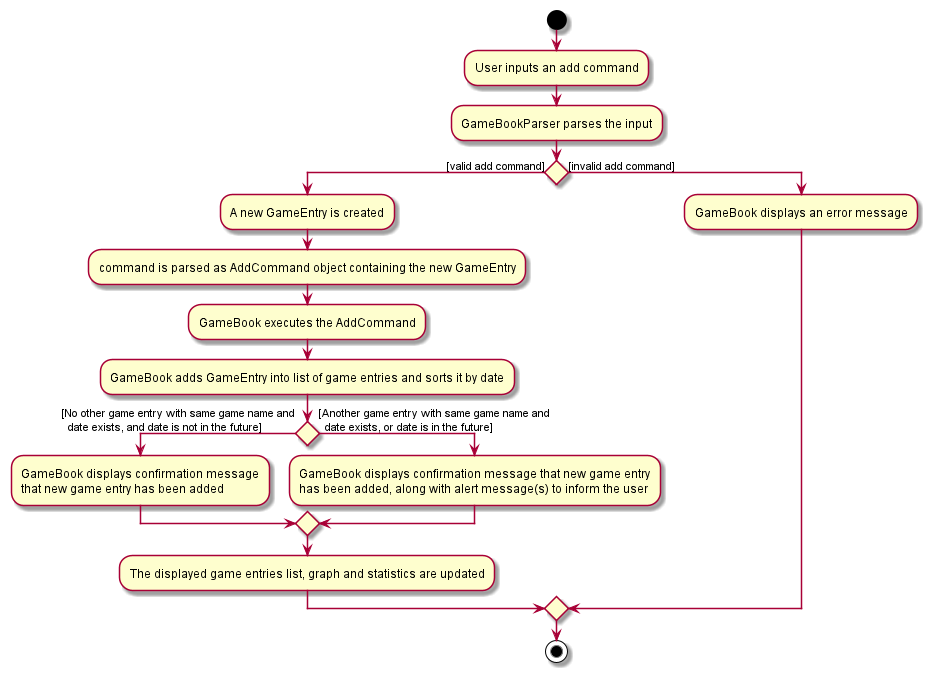 User inputs an add command
GameBookParser parses the input
[valid add command]
[invalid add command]
A new GameEntry is created
GameBook displays an error message
command is parsed as AddCommand object containing the new GameEntry
GameBook executes the AddCommand
GameBook adds GameEntry into list of game entries and sorts it by date
[No other game entry with same game name and
date exists, and date is not in the future]
[Another game entry with same game name and
date exists, or date is in the future]
GameBook displays confirmation message
that new game entry has been added
GameBook displays confirmation message that new game entry
has been added, along with alert message(s) to inform the user
The displayed game entries list, graph and statistics are updated